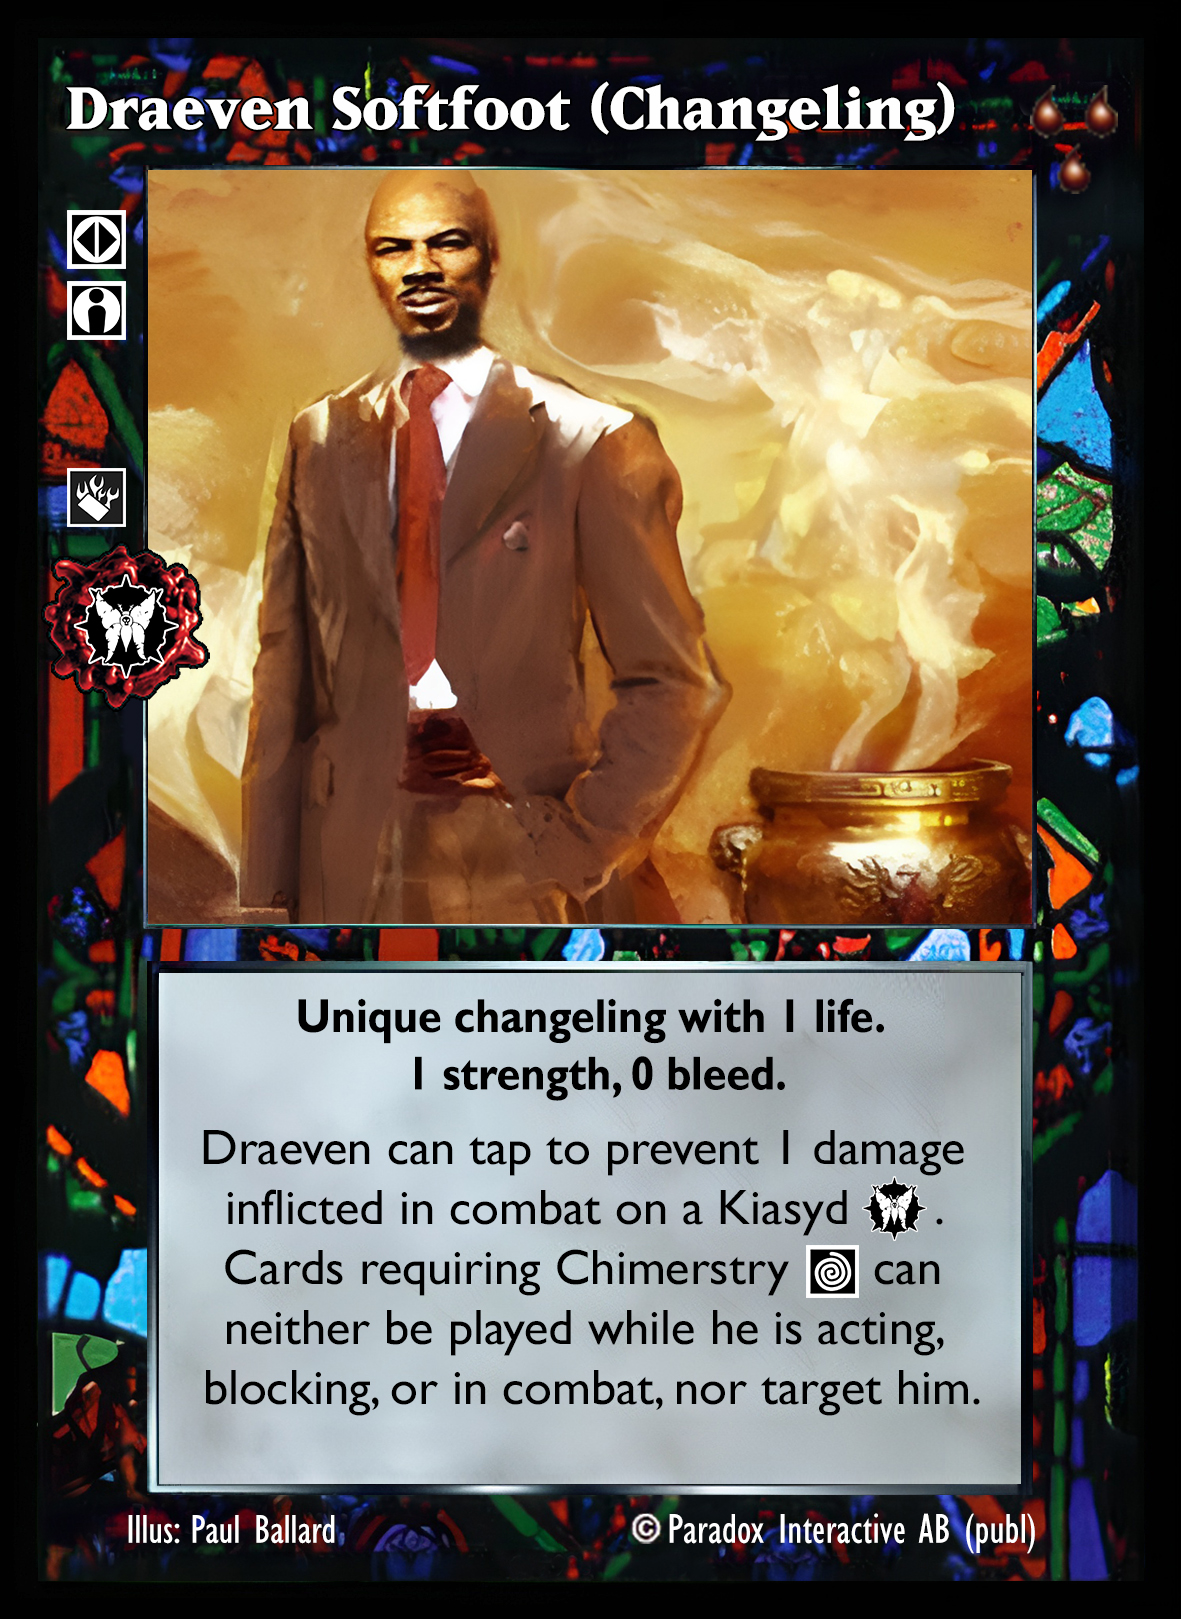 Draeven Softfoot (Changeling)
Unique changeling with 1 life.
1 strength, 0 bleed.
Draeven can tap to prevent 1 damage
inflicted in combat on a Kiasyd .
Cards requiring Chimerstry can
neither be played while he is acting,
blocking, or in combat, nor target him.
Illus: Paul Ballard
© Paradox Interactive AB (publ)